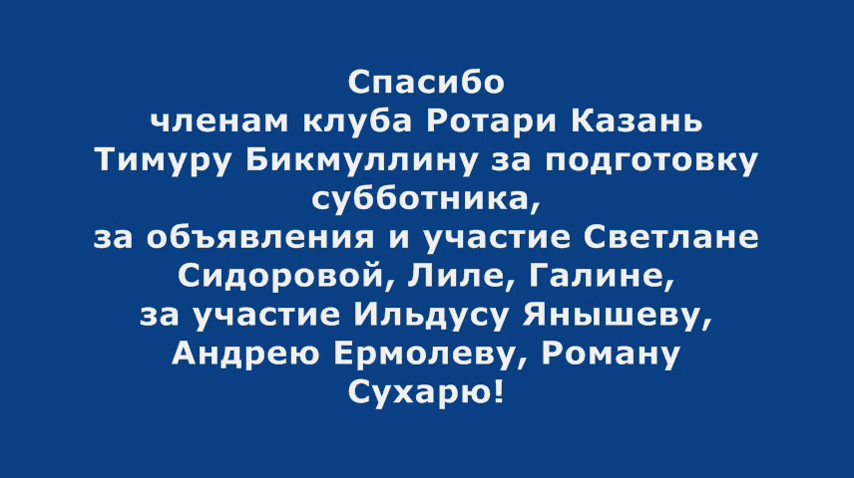 Спасибо
членам клуба Ротари Казань
Тимуру Бикмуллину за подготовку
субботника,
за объявления и участие Светлане
Сидоровой, Лиле, Галине,
за участие Ильдусу Янышеву,
Андрею Ермолеву, Роману
Сухарю!